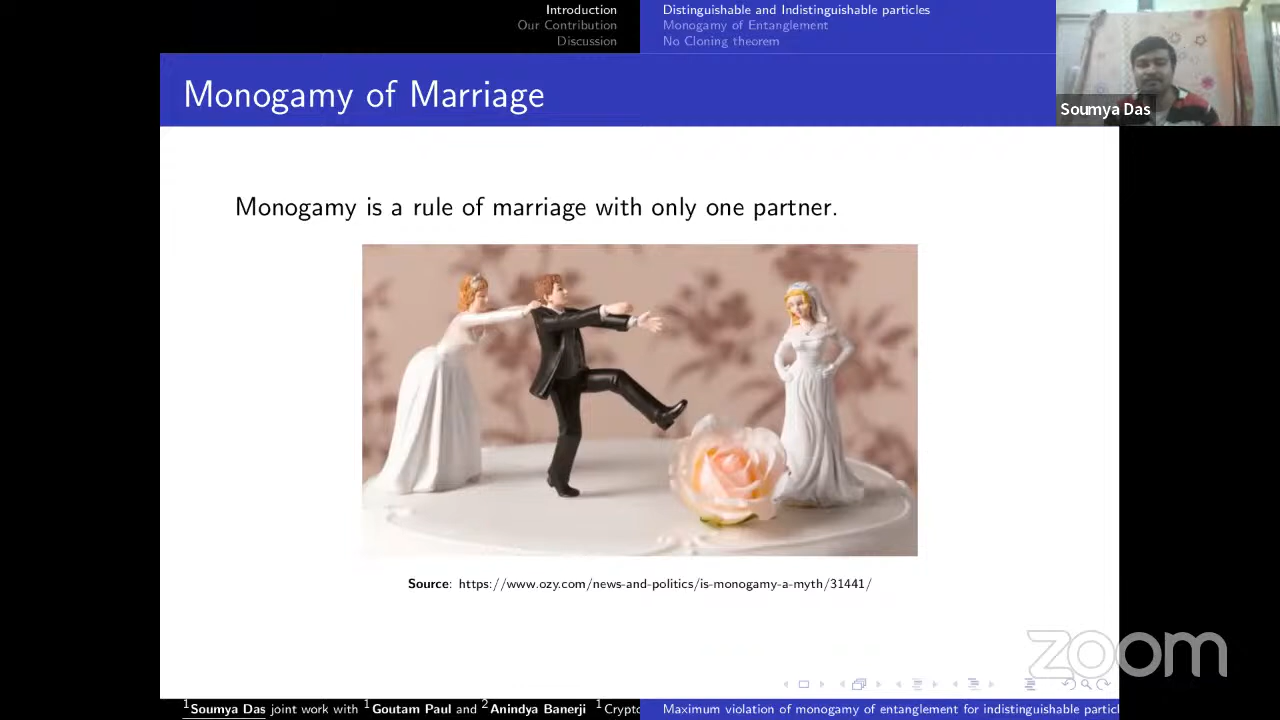 Introduction
Our Contribution
Discussion
Distinguishable and Indistinguishable particles
Monogamy of Entanglement
No Cloning theorem
Soumya Das
Monogamy of Marriage
Monogamy is a rule of marriage with only one partner.
Source: https://www.ozy.com/news-and-politics/is-monogamy-a-myth/31441/
zoom
1Soumya Das joint work with 1Goutam Paul and 2Anindya Banerji 1Crypto
Maximum violation of monogamy of entanglement for indistinguishable particl